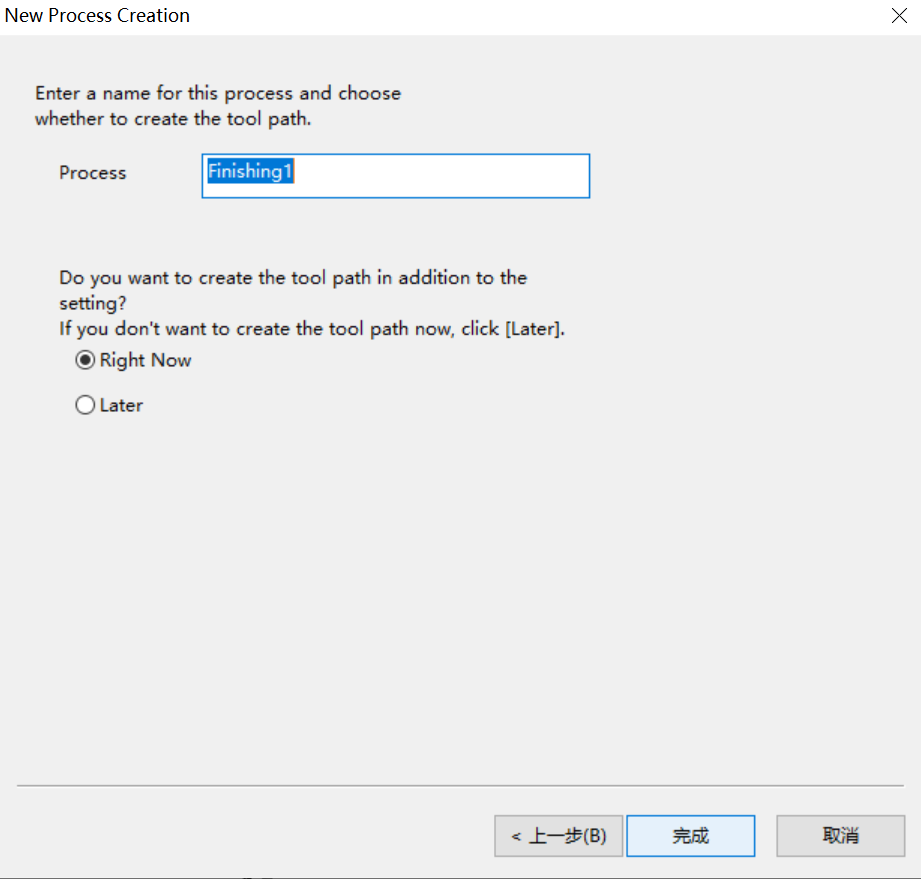 New Process Creation
Enter a name for this process and choose
whether to create the tool path.
Process
Finishing1
Do you want to create the tool path in addition to the
setting?
If you don't want to create the tool path now, click [Later].
Right Now
Later
< 上一步(B)
完成
取消